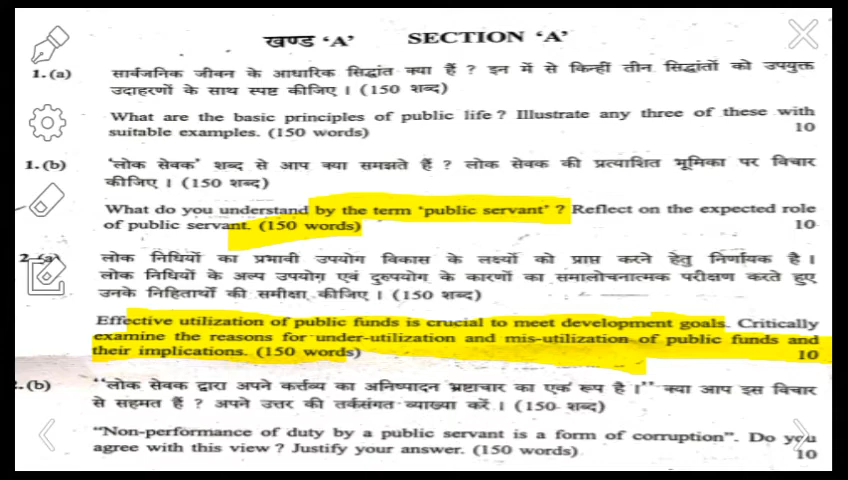 खण्ड ‘A’ SECTION ‘A’
1.(a) सार्वजनिक जीवन के आधारिक सिद्धांत क्या हैं ? इन में से किन्हीं तीन सिद्धांतों को उपयुक्त
उदाहरणों के साथ स्पष्ट कीजिए । (150 शब्द)
What are the basic principles of public life ? Illustrate any three of these with
suitable examples. (150 words) 10
1.(b) ‘लोक सेवक’ शब्द से आप क्या समझते हैं ? लोक सेवक की प्रत्याशित भूमिका पर विचार
कीजिए । (150 शब्द)
What do you understand by the term ‘public servant’ ? Reflect on the expected role
of public servant. (150 words) 10
2.(a) लोक निधियों का प्रभावी उपयोग विकास के लक्ष्यों को प्राप्त करने हेतु निर्णायक है ।
लोक निधियों के अल्प उपयोग एवं दुरुपयोग के कारणों का समालोचनात्मक परीक्षण करते हुए
उनके निहितार्थों की समीक्षा कीजिए । (150 शब्द)
Effective utilization of public funds is crucial to meet development goals. Critically
examine the reasons for under-utilization and mis-utilization of public funds and
their implications. (150 words) 10
.(b) “लोक सेवक द्वारा अपने कर्त्तव्य का अनिष्पादन भ्रष्टाचार का एक रूप है ।” क्या आप इस विचार
से सहमत हैं ? अपने उत्तर की तर्कसंगत व्याख्या करें । (150 शब्द)
“Non-performance of duty by a public servant is a form of corruption”. Do you
agree with this view ? Justify your answer. (150 words) 10